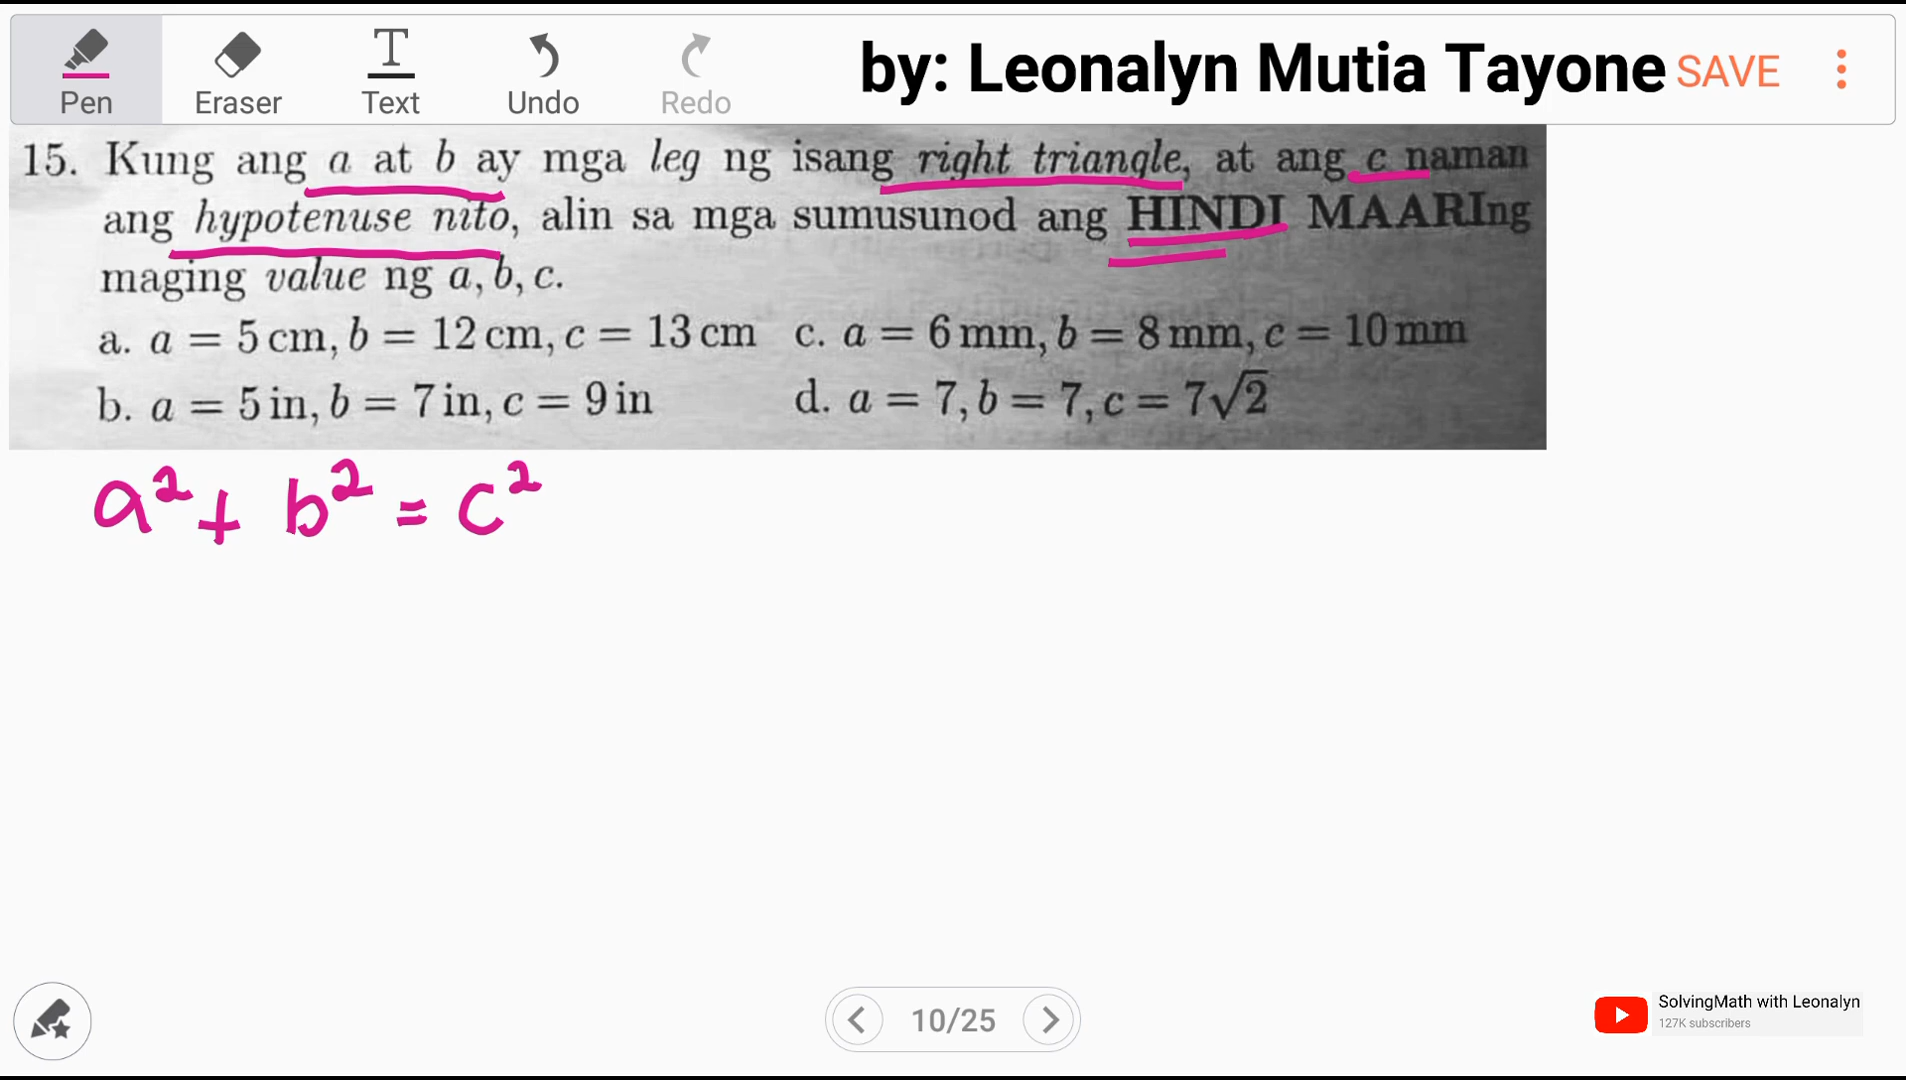 Pen
Eraser
Text
Undo
Redo
by: Leonalyn Mutia Tayone
SAVE
15. Kung ang a at b ay mga leg ng isang right triangle, at ang c naman
ang hypotenuse nito, alin sa mga sumusunod ang HINDI MAARIng
maging value ng a, b, c.
a. a = 5 cm, b = 12 cm, c = 13 cm c. a = 6 mm, b = 8 mm, c = 10 mm
b. a = 5 in, b = 7 in, c = 9 in d. a = 7, b = 7, c = 7√2
a² + b² = c²
10/25
SolvingMath with Leonalyn
127K subscribers